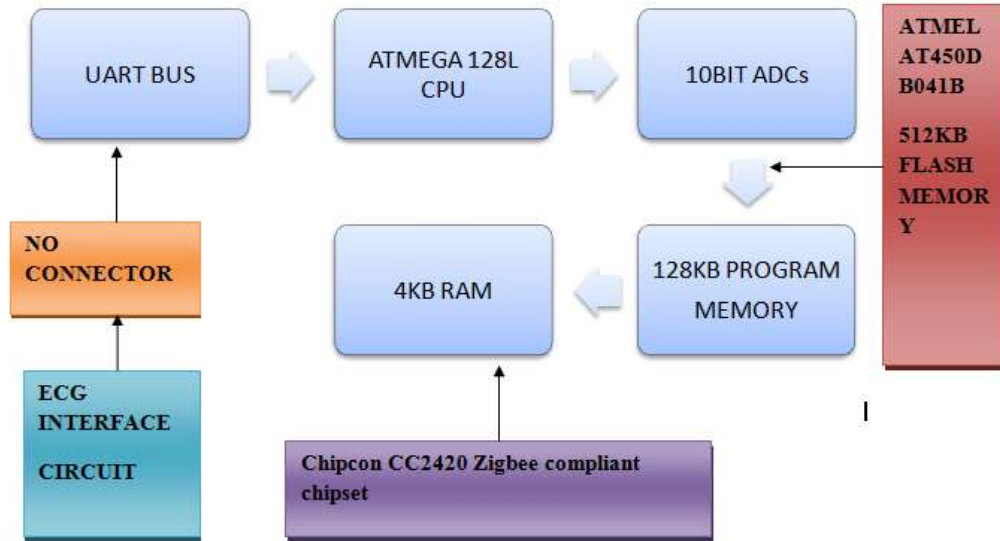 UART BUS
ATMEGA 128L
CPU
10BIT ADCs
ATMEL
AT450D
B041B
512KB
FLASH
MEMOR
Y
NO
CONNECTOR
4KB RAM
128KB PROGRAM
MEMORY
ECG
INTERFACE
CIRCUIT
Chipcon CC2420 Zigbee compliant
chipset